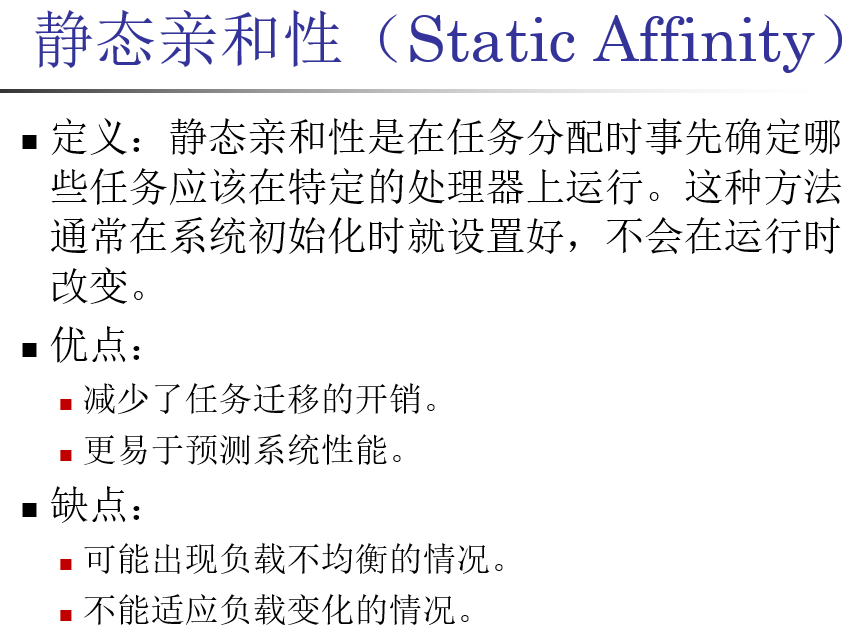 静态亲和性（Static Affinity）
定义：静态亲和性是在任务分配时事先确定哪
些任务应该在特定的处理器上运行。这种方法
通常在系统初始化时就设置好，不会在运行时
改变。
优点：
减少了任务迁移的开销。
更易于预测系统性能。
缺点：
可能出现负载不均衡的情况。
不能适应负载变化的情况。